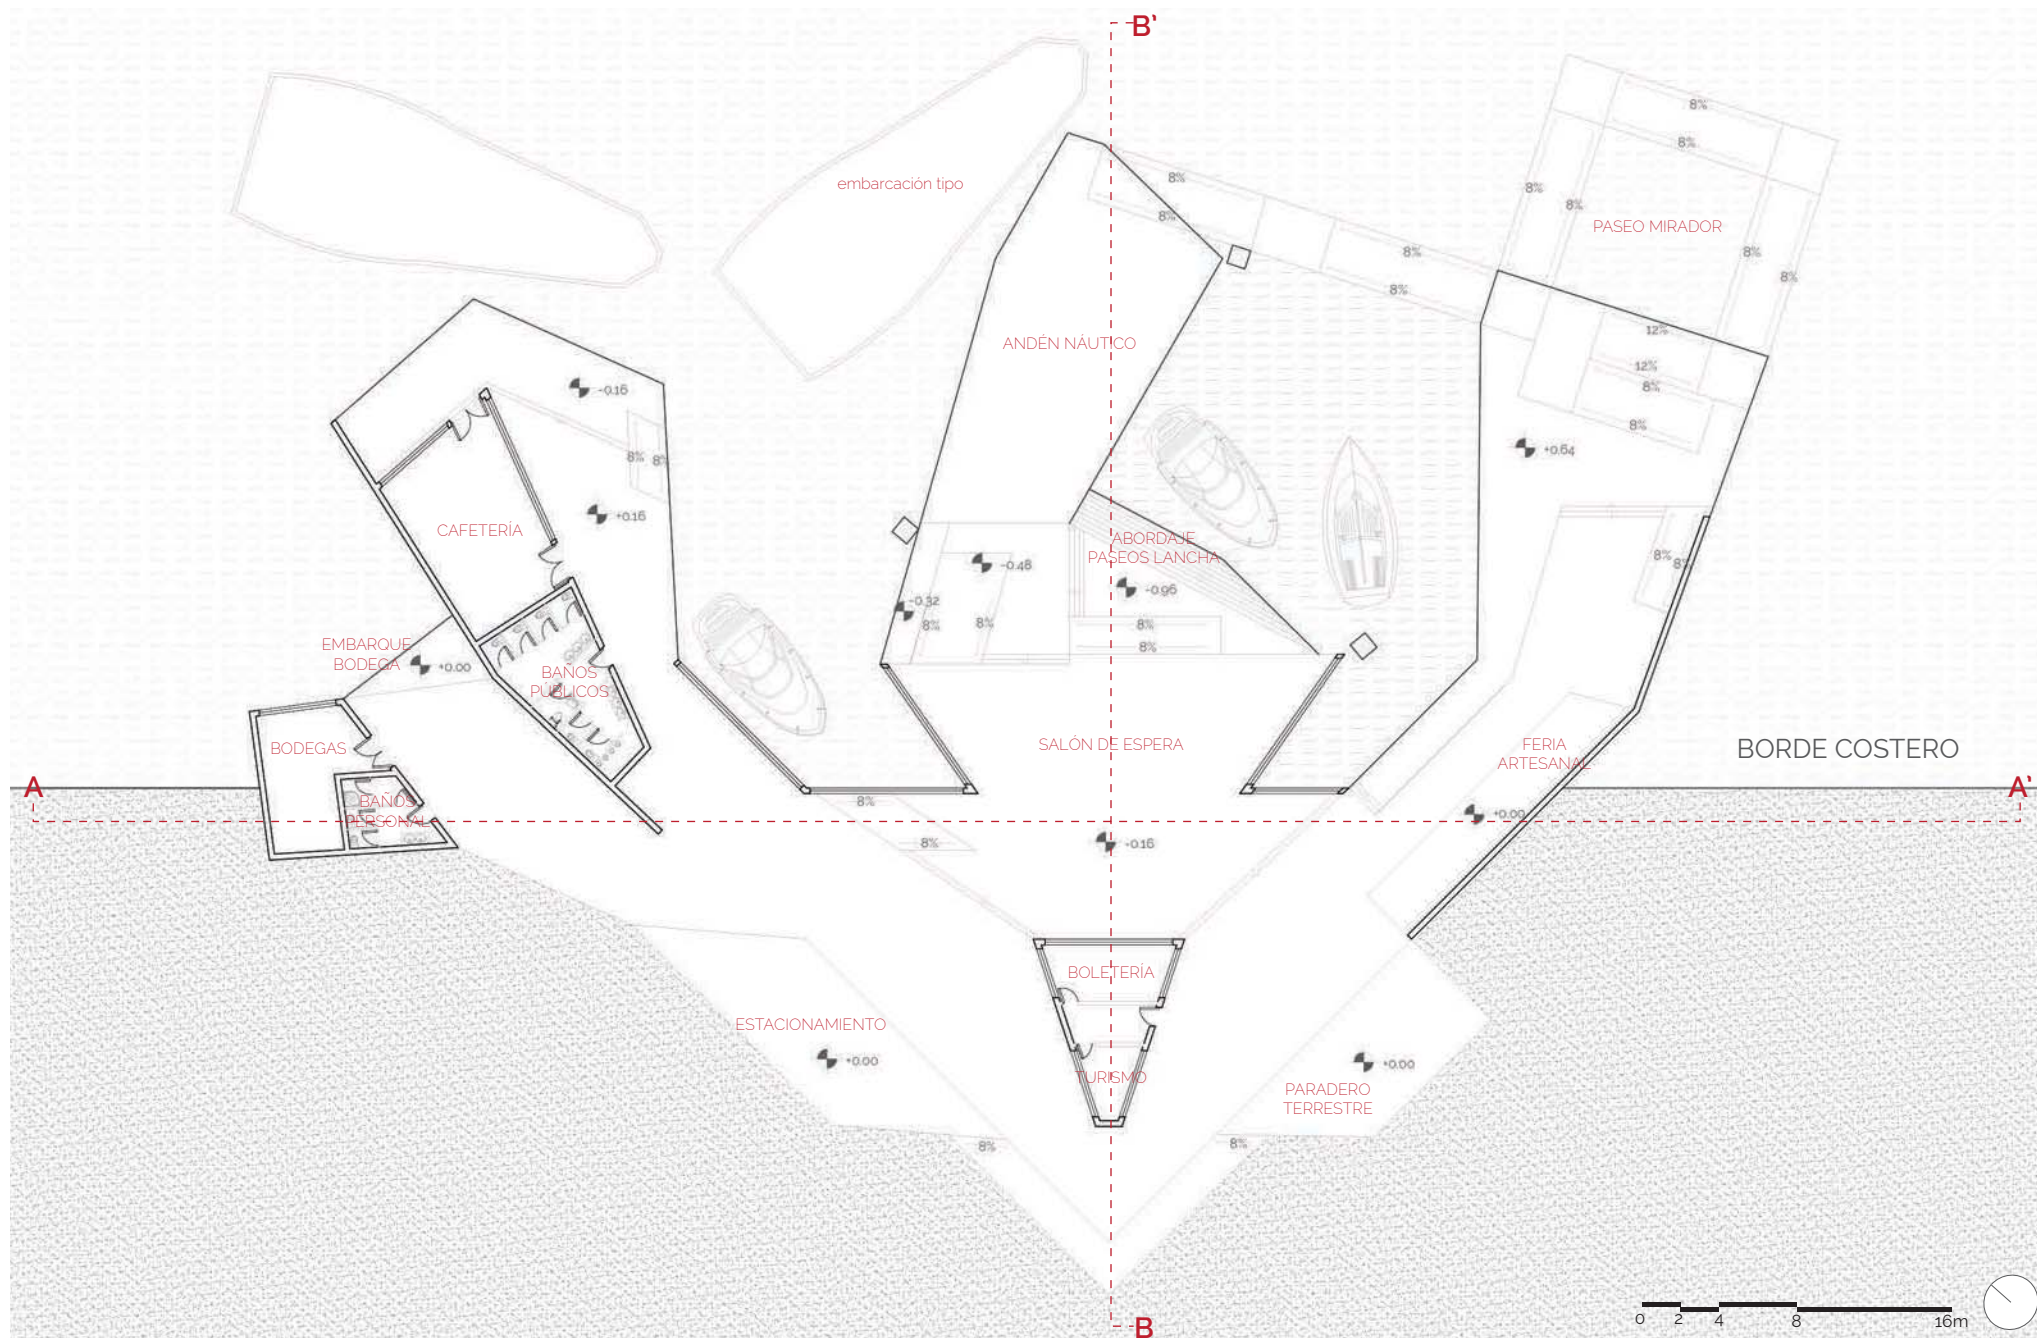 B'
8%
8%
embarcación tipo
8%
8%
8%
8%
8%
PASEO MIRADOR
8%
8%
8%
8%
12%
12%
8%
8%
ANDÉN NÁUTICO
-0.16
8%
8%
+0.16
+0.64
CAFETERÍA
ABORDAJE
PASEOS LANCHA
-0.48
-0.96
-0.32
8%
8%
8%
8%
8%
8%
EMBARQUE
BODEGA
+0.00
BAÑOS
PÚBLICOS
BODEGAS
SALÓN DE ESPERA
FERIA
ARTESANAL
BORDE COSTERO
A
A'
BAÑOS
PERSONAL
8%
+0.00
8%
-0.16
BOLETERÍA
ESTACIONAMIENTO
+0.00
TURISMO
+0.00
PARADERO
TERRESTRE
8%
8%
B
0 2 4 8 16m